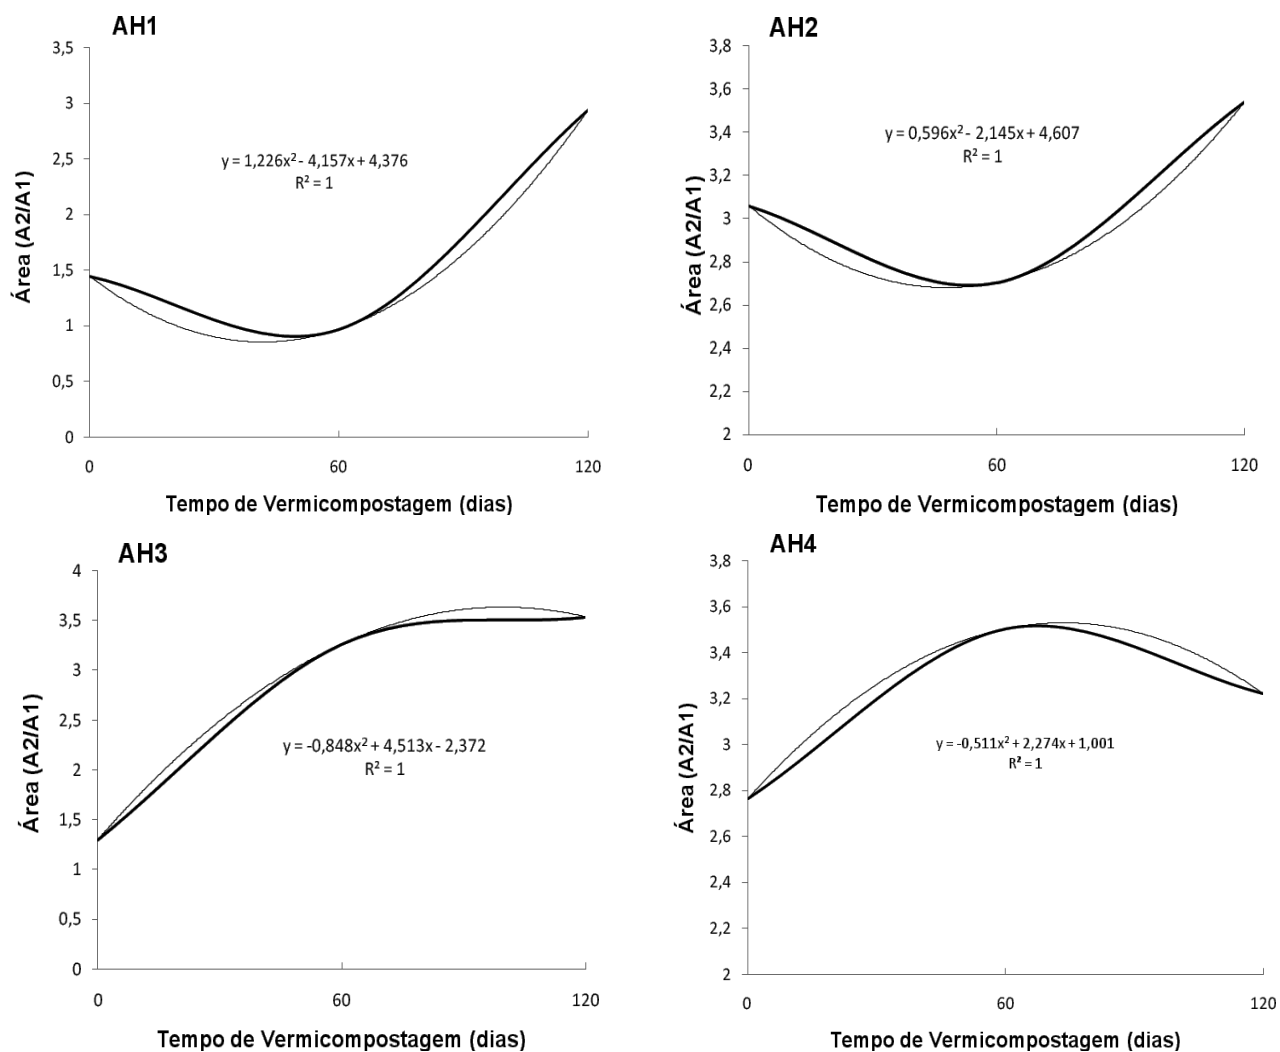 AH1
Área (A2/A1)
3,5
3
2,5
2
1,5
1
0,5
0
y = 1,226x² - 4,157x + 4,376
R² = 1
0
60
120
Tempo de Vermicompostagem (dias)
AH2
Área (A2/A1)
3,8
3,6
3,4
3,2
3
2,8
2,6
2,4
2,2
2
y = 0,596x² - 2,145x + 4,607
R² = 1
0
60
120
Tempo de Vermicompostagem (dias)
AH3
Área (A2/A1)
4
3,5
3
2,5
2
1,5
1
0,5
0
y = -0,848x² + 4,513x - 2,372
R² = 1
0
60
120
Tempo de Vermicompostagem (dias)
AH4
Área (A2/A1)
3,8
3,6
3,4
3,2
3
2,8
2,6
2,4
2,2
2
y = -0,511x² + 2,274x + 1,001
R² = 1
0
60
120
Tempo de Vermicompostagem (dias)